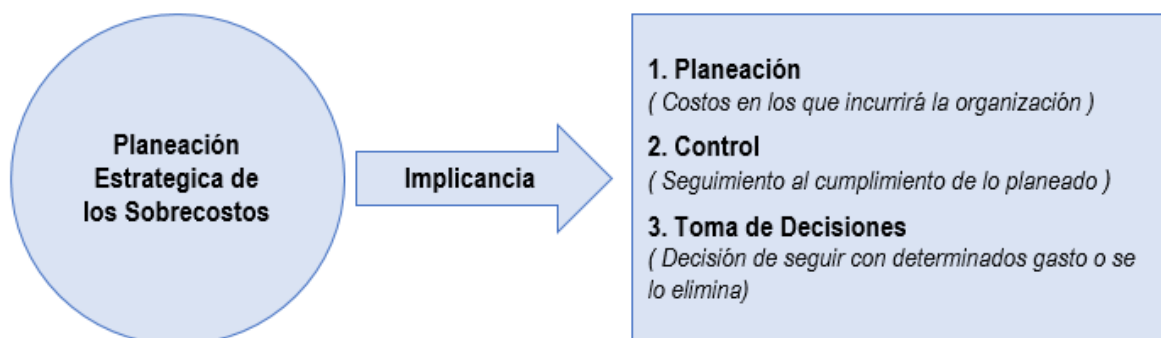 Planeación
Estrategica de
los Sobrecostos
Implicancia
1. Planeación
( Costos en los que incurrirá la organización )
2. Control
( Seguimiento al cumplimiento de lo planeado )
3. Toma de Decisiones
( Decisión de seguir con determinados gasto o se
lo elimina)